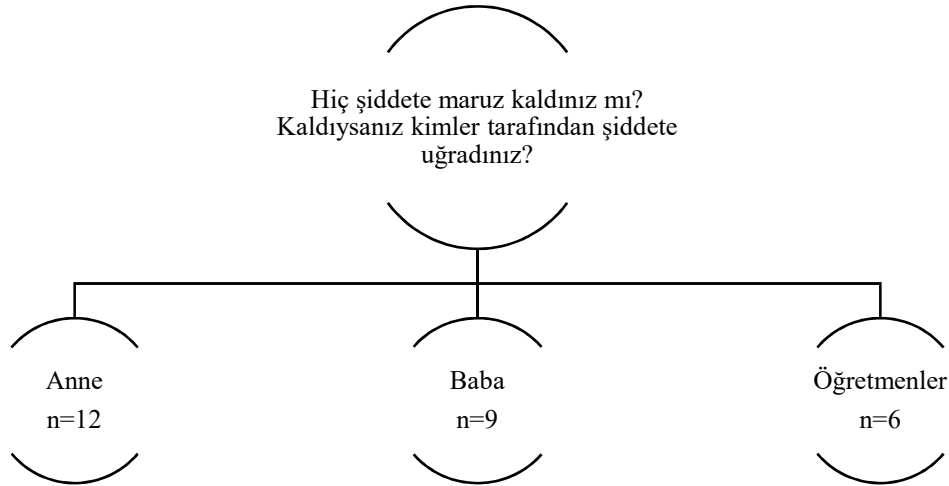 Hiç şiddete maruz kaldınız mı?
Kaldıysanız kimler tarafından şiddete
uğradınız?
Anne
n=12
Baba
n=9
Öğretmenler
n=6